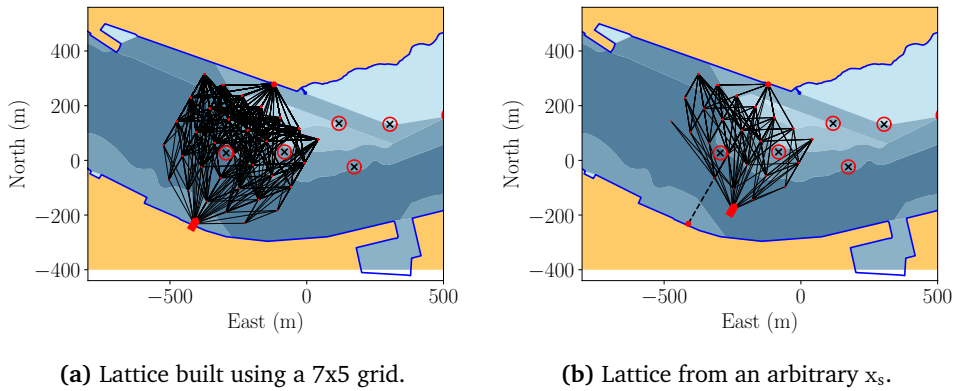 400
200
0
−200
−400
North (m)
−500
0
500
East (m)
400
200
0
−200
−400
North (m)
−500
0
500
East (m)
(a) Lattice built using a 7x5 grid.
(b) Lattice from an arbitrary xₛ.